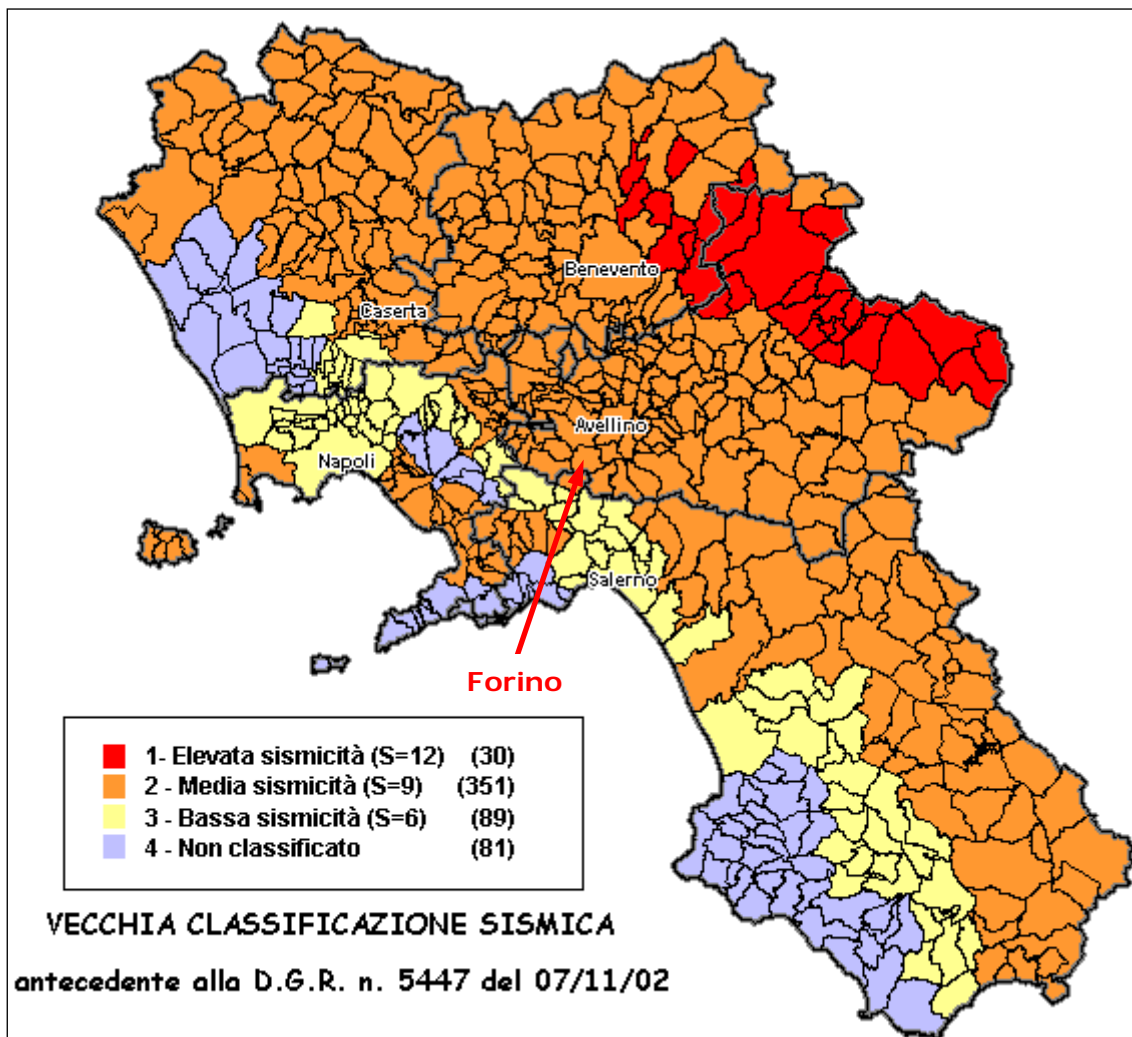 Benevento
Caserta
Avellino
Napoli
Salerno
Forino
1- Elevata sismicità (S=12) (30)
2 - Media sismicità (S=9) (351)
3 - Bassa sismicità (S=6) (89)
4 - Non classificato (81)
VECCHIA CLASSIFICAZIONE SISMICA
antecedente alla D.G.R. n. 5447 del 07/11/02